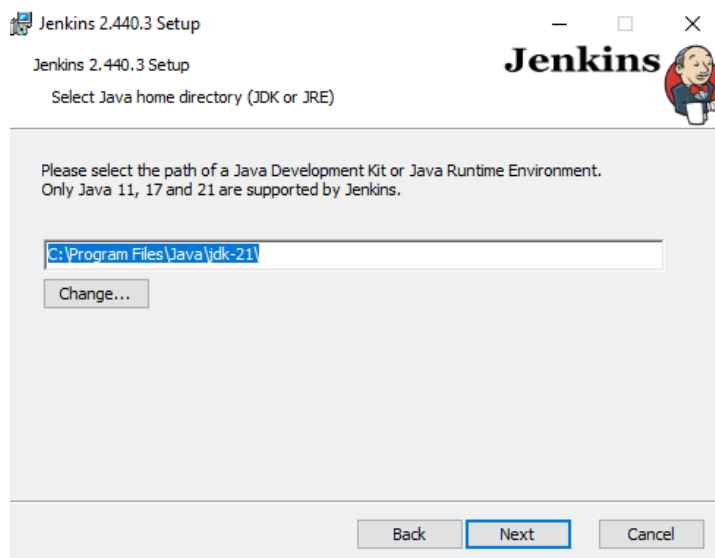 Jenkins 2.440.3 Setup
Jenkins 2.440.3 Setup
Jenkins
Select Java home directory (JDK or JRE)
Please select the path of a Java Development Kit or Java Runtime Environment.
Only Java 11, 17 and 21 are supported by Jenkins.
C:\Program Files\Java\jdk-21\
Change...
Back Next Cancel